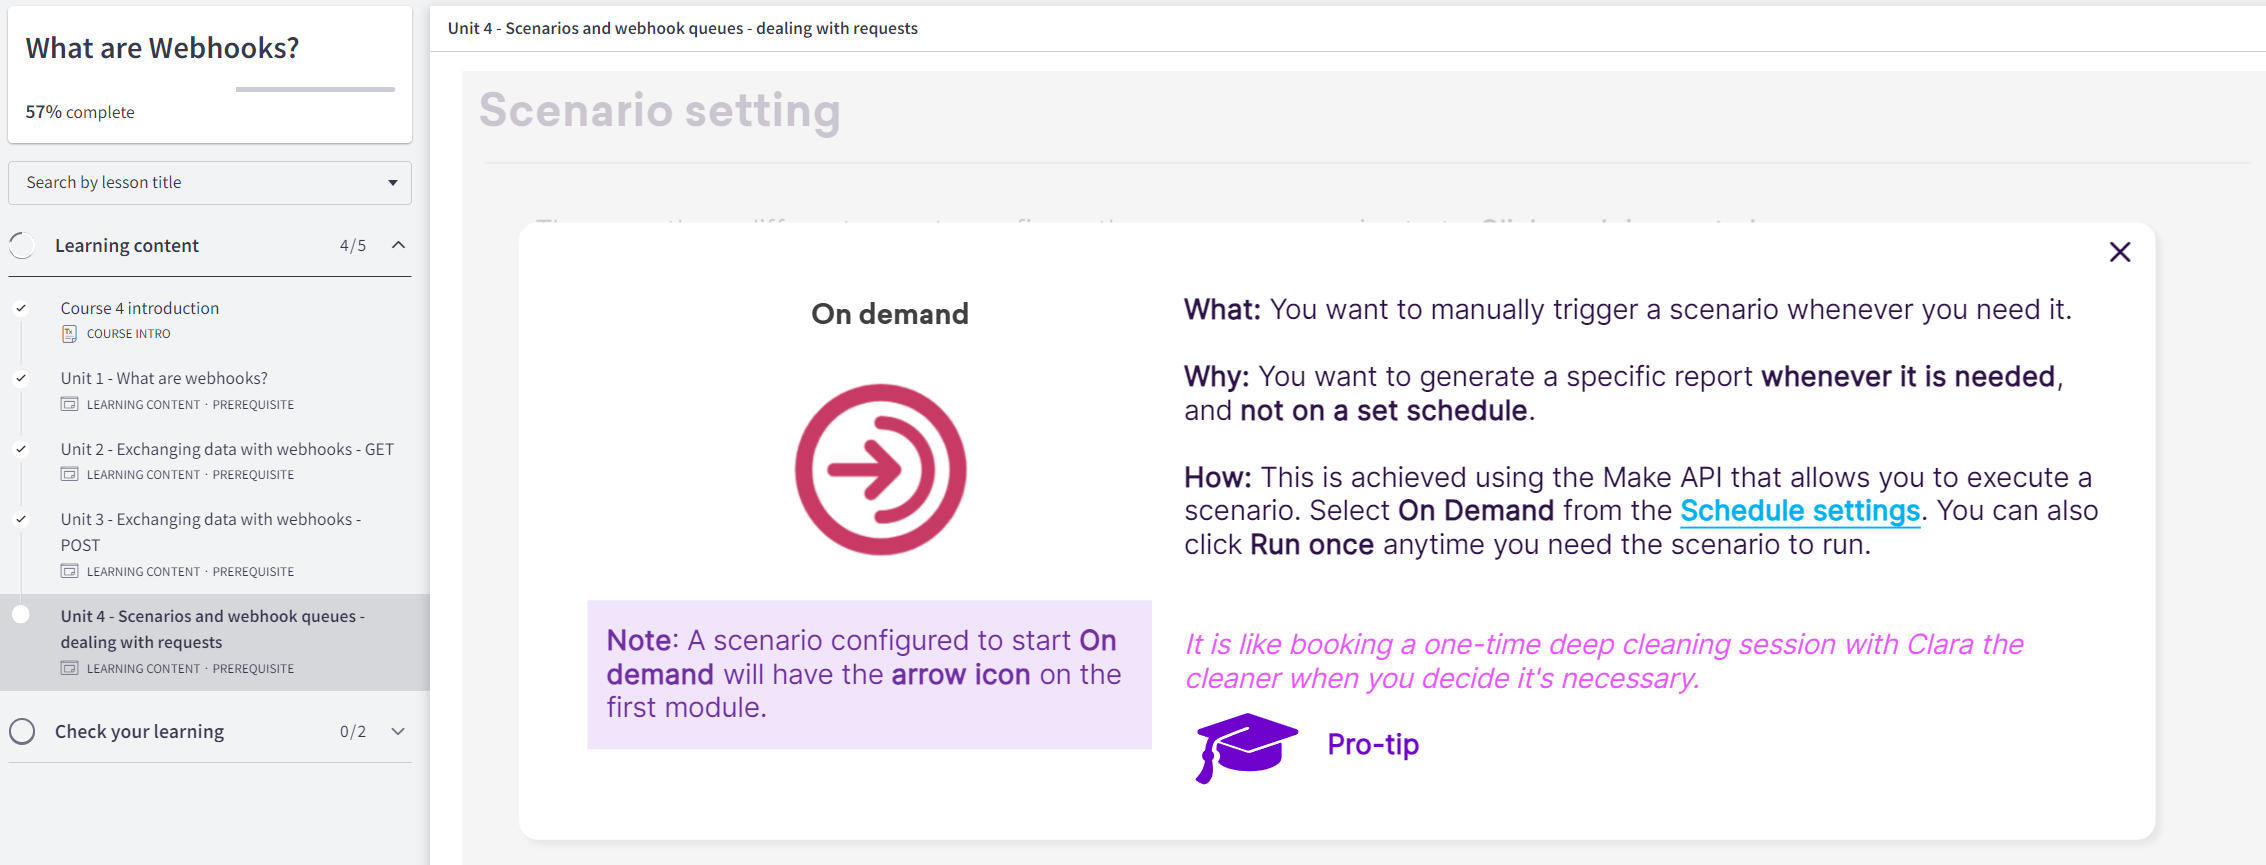 What are Webhooks?
57% complete
Search by lesson title
Learning content 4/5
Course 4 introduction
COURSE INTRO
Unit 1 - What are webhooks?
LEARNING CONTENT · PREREQUISITE
Unit 2 - Exchanging data with webhooks - GET
LEARNING CONTENT · PREREQUISITE
Unit 3 - Exchanging data with webhooks -
POST
LEARNING CONTENT · PREREQUISITE
Unit 4 - Scenarios and webhook queues -
dealing with requests
LEARNING CONTENT · PREREQUISITE
Check your learning 0/2
Unit 4 - Scenarios and webhook queues - dealing with requests
Scenario setting
On demand
Note: A scenario configured to start On
demand will have the arrow icon on the
first module.
What: You want to manually trigger a scenario whenever you need it.
Why: You want to generate a specific report whenever it is needed,
and not on a set schedule.
How: This is achieved using the Make API that allows you to execute a
scenario. Select On Demand from the Schedule settings. You can also
click Run once anytime you need the scenario to run.
It is like booking a one-time deep cleaning session with Clara the
cleaner when you decide it's necessary.
Pro-tip